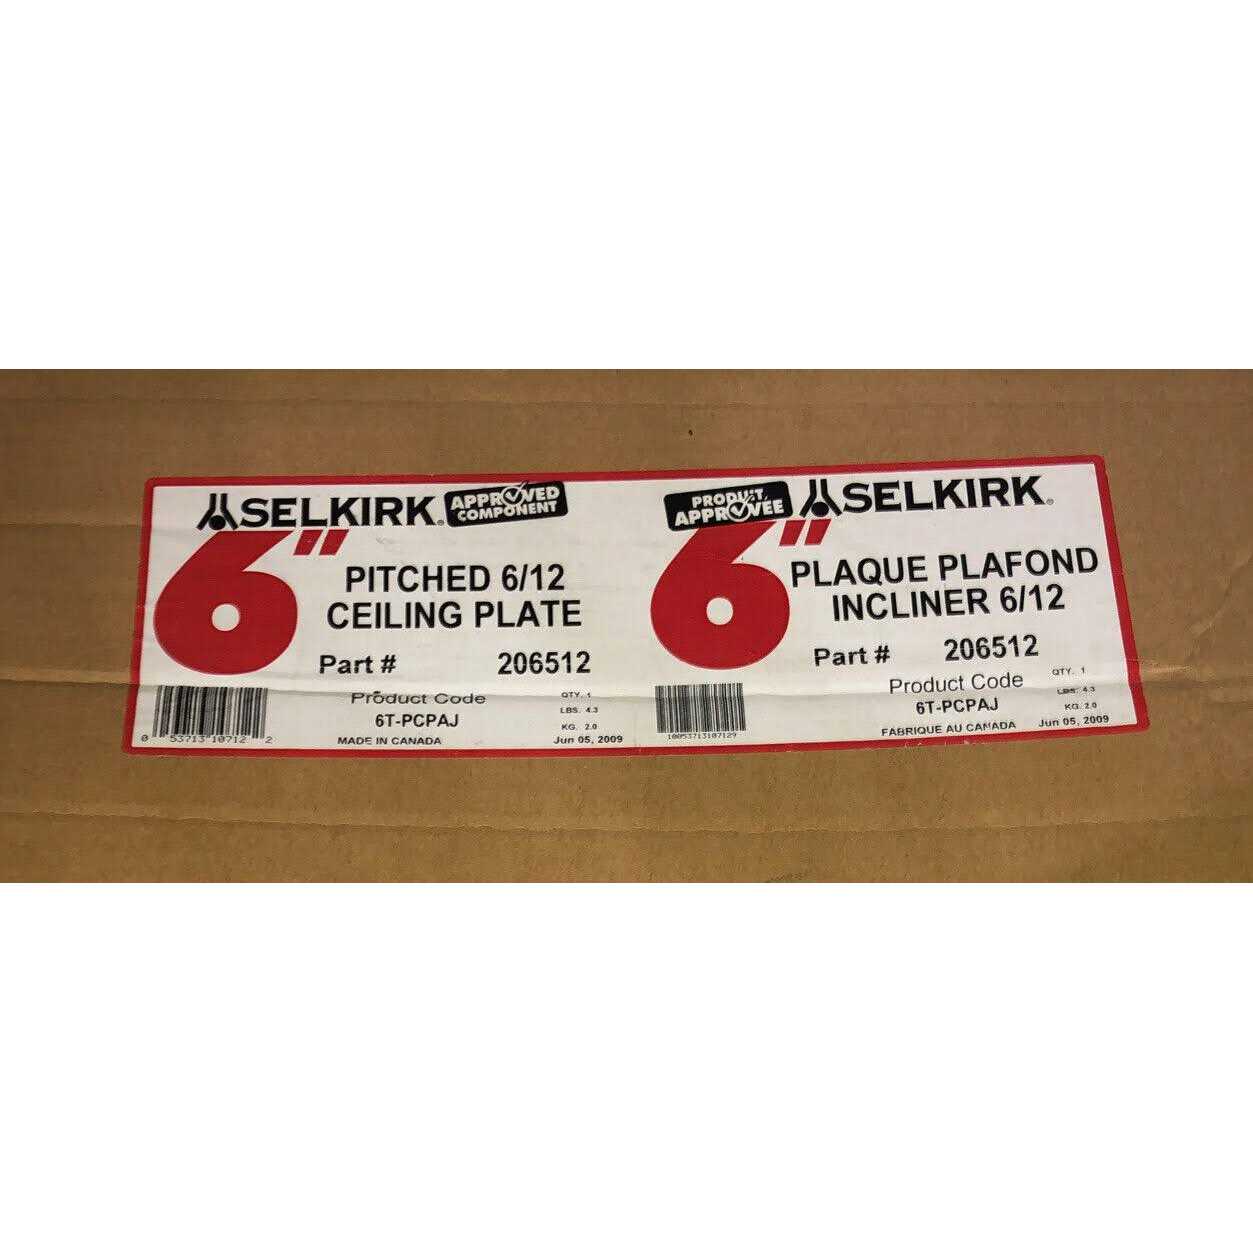 SELKIRK® APPROVED COMPONENT
6"
PITCHED 6/12
CEILING PLATE
Part # 206512
Product Code
6T-PCPAJ
QTY. 1
LBS. 4.3
KG. 2.0
0 53713 10712 2
MADE IN CANADA
Jun 05, 2009
PRODUIT APPROUVÉE SELKIRK®
6"
PLAQUE PLAFOND
INCLINER 6/12
Part # 206512
Product Code
6T-PCPAJ
QTY. 1
LBS. 4.3
KG. 2.0
10053713107129
FABRIQUE AU CANADA
Jun 05, 2009